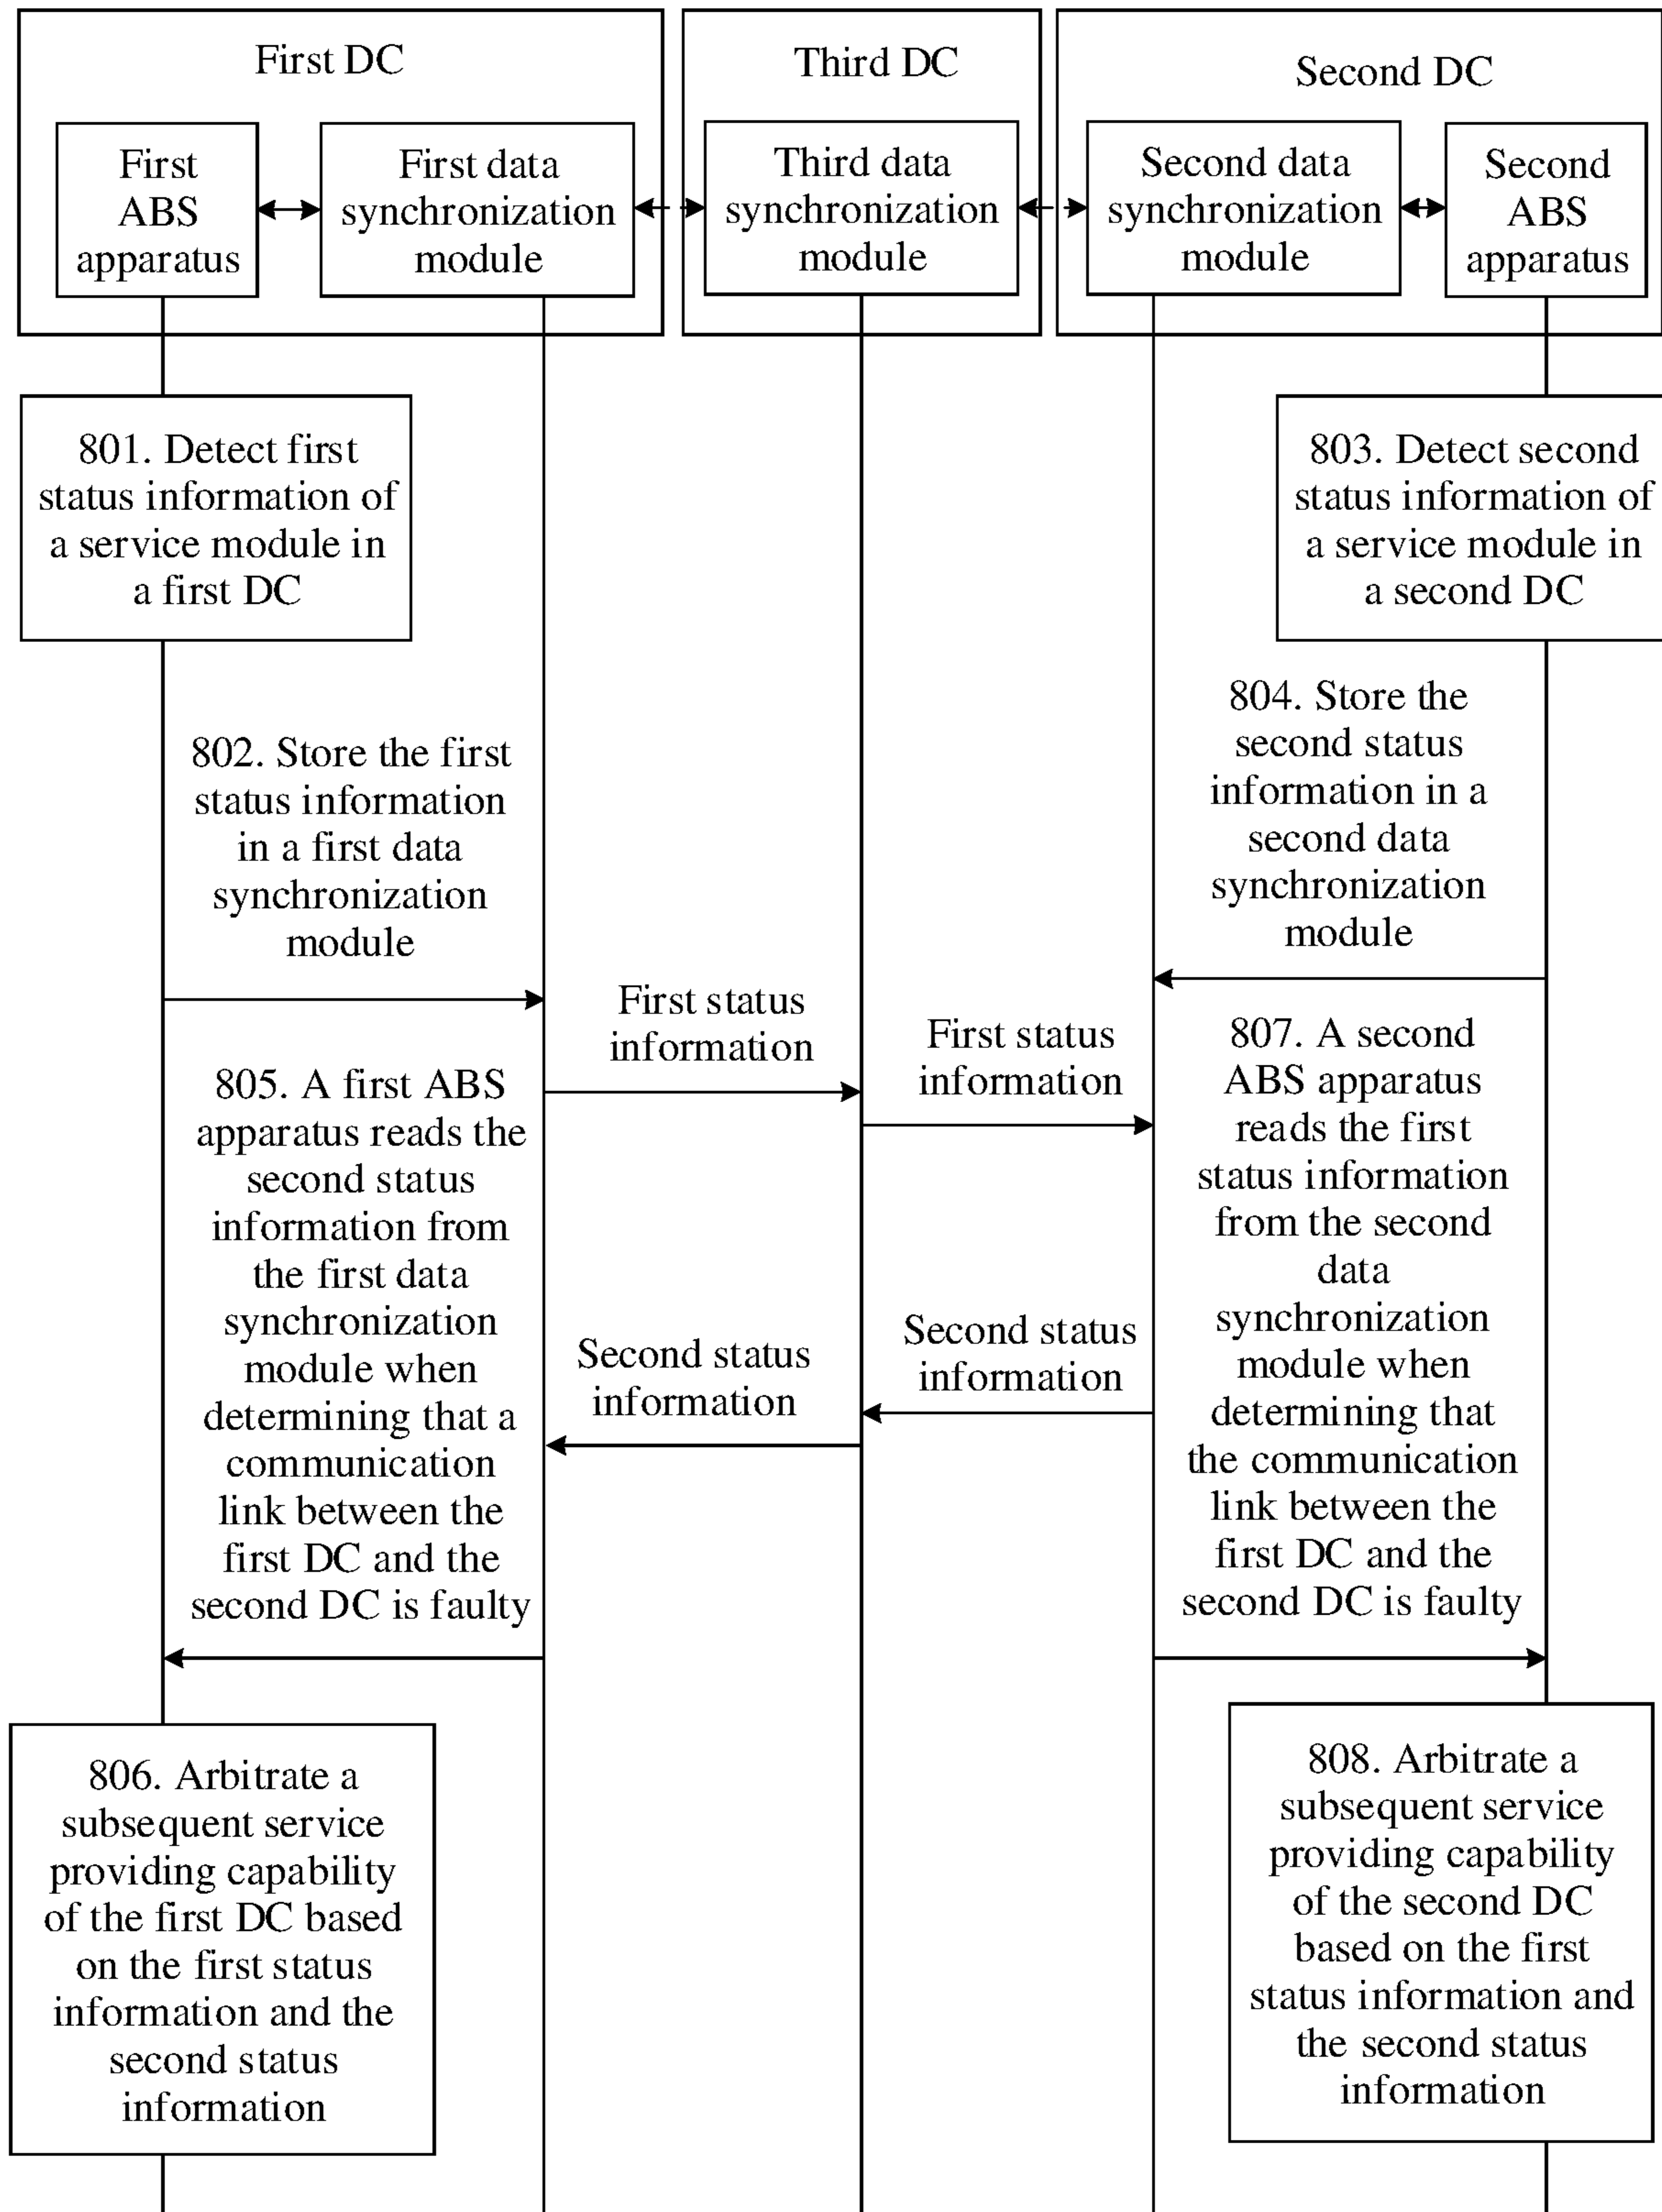 First DC
Third DC
Second DC
First
ABS
apparatus
First data
synchronization
module
Third data
synchronization
module
Second data
synchronization
module
Second
ABS
apparatus
801. Detect first
status information of
a service module in
a first DC
803. Detect second
status information of
a service module in
a second DC
802. Store the first
status information
in a first data
synchronization
module
804. Store the
second status
information in a
second data
synchronization
module
First status
information
First status
information
805. A first ABS
apparatus reads the
second status
information from
the first data
synchronization
module when
determining that a
communication
link between the
first DC and the
second DC is faulty
807. A second
ABS apparatus
reads the first
status information
from the second
data
synchronization
module when
determining that
the communication
link between the
first DC and the
second DC is faulty
Second status
information
Second status
information
806. Arbitrate a
subsequent service
providing capability
of the first DC based
on the first status
information and the
second status
information
808. Arbitrate a
subsequent service
providing capability
of the second DC
based on the first
status information and
the second status
information